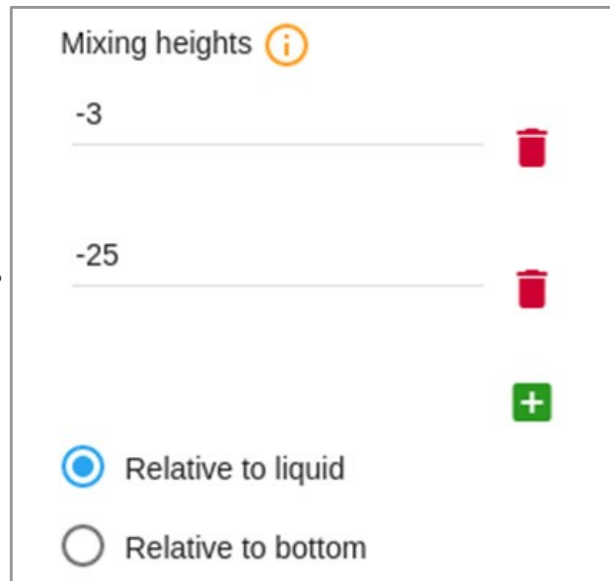 Mixing heights
-3
-25
Relative to liquid
Relative to bottom